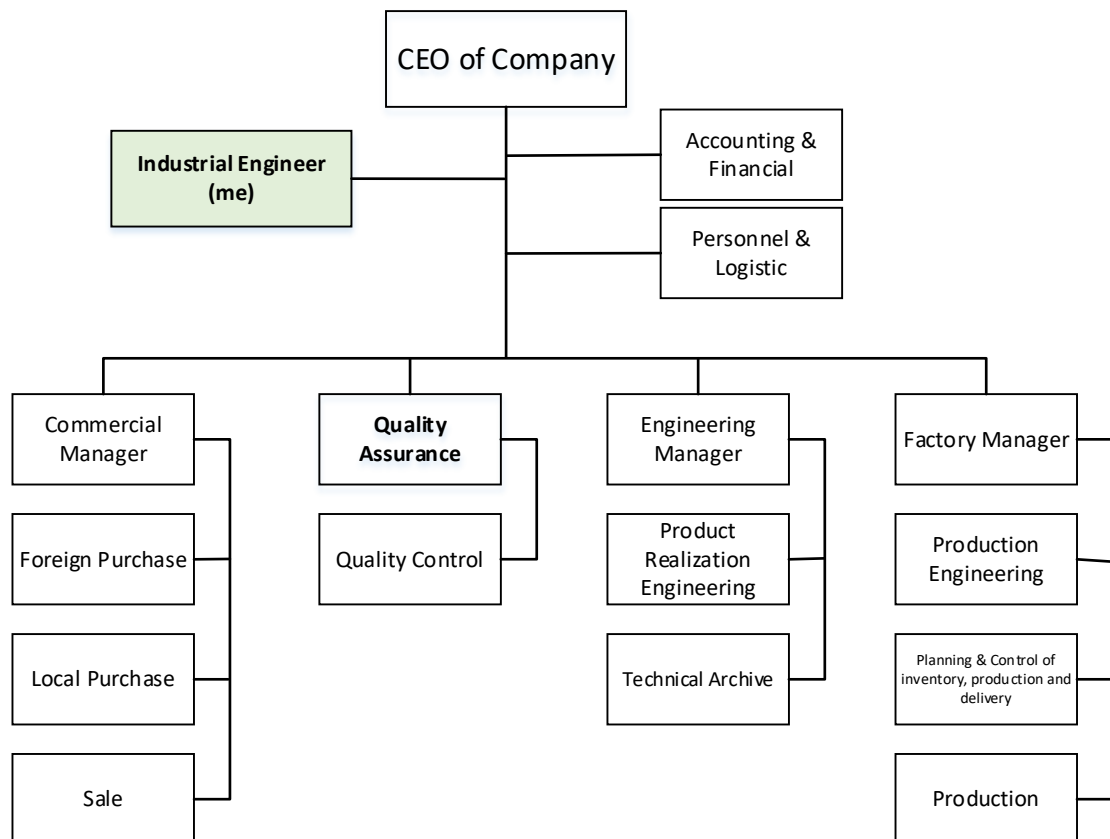 CEO of Company
Industrial Engineer
(me)
Accounting &
Financial
Personnel &
Logistic
Commercial
Manager
Quality
Assurance
Engineering
Manager
Factory Manager
Foreign Purchase
Quality Control
Product
Realization
Engineering
Production
Engineering
Local Purchase
Technical Archive
Planning & Control of
inventory, production and
delivery
Sale
Production